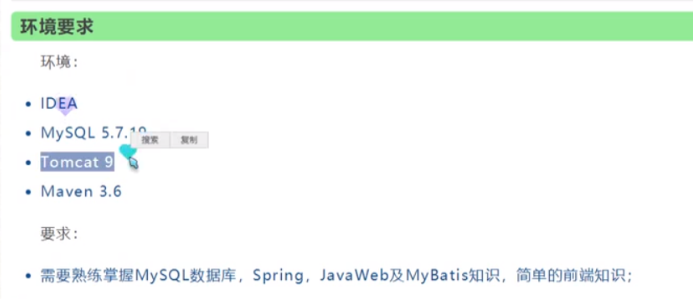 环境要求
环境：
IDEA
MySQL 5.7.19
搜索 复制
Tomcat 9
Maven 3.6
要求：
需要熟练掌握MySQL数据库，Spring，JavaWeb及MyBatis知识，简单的前端知识；